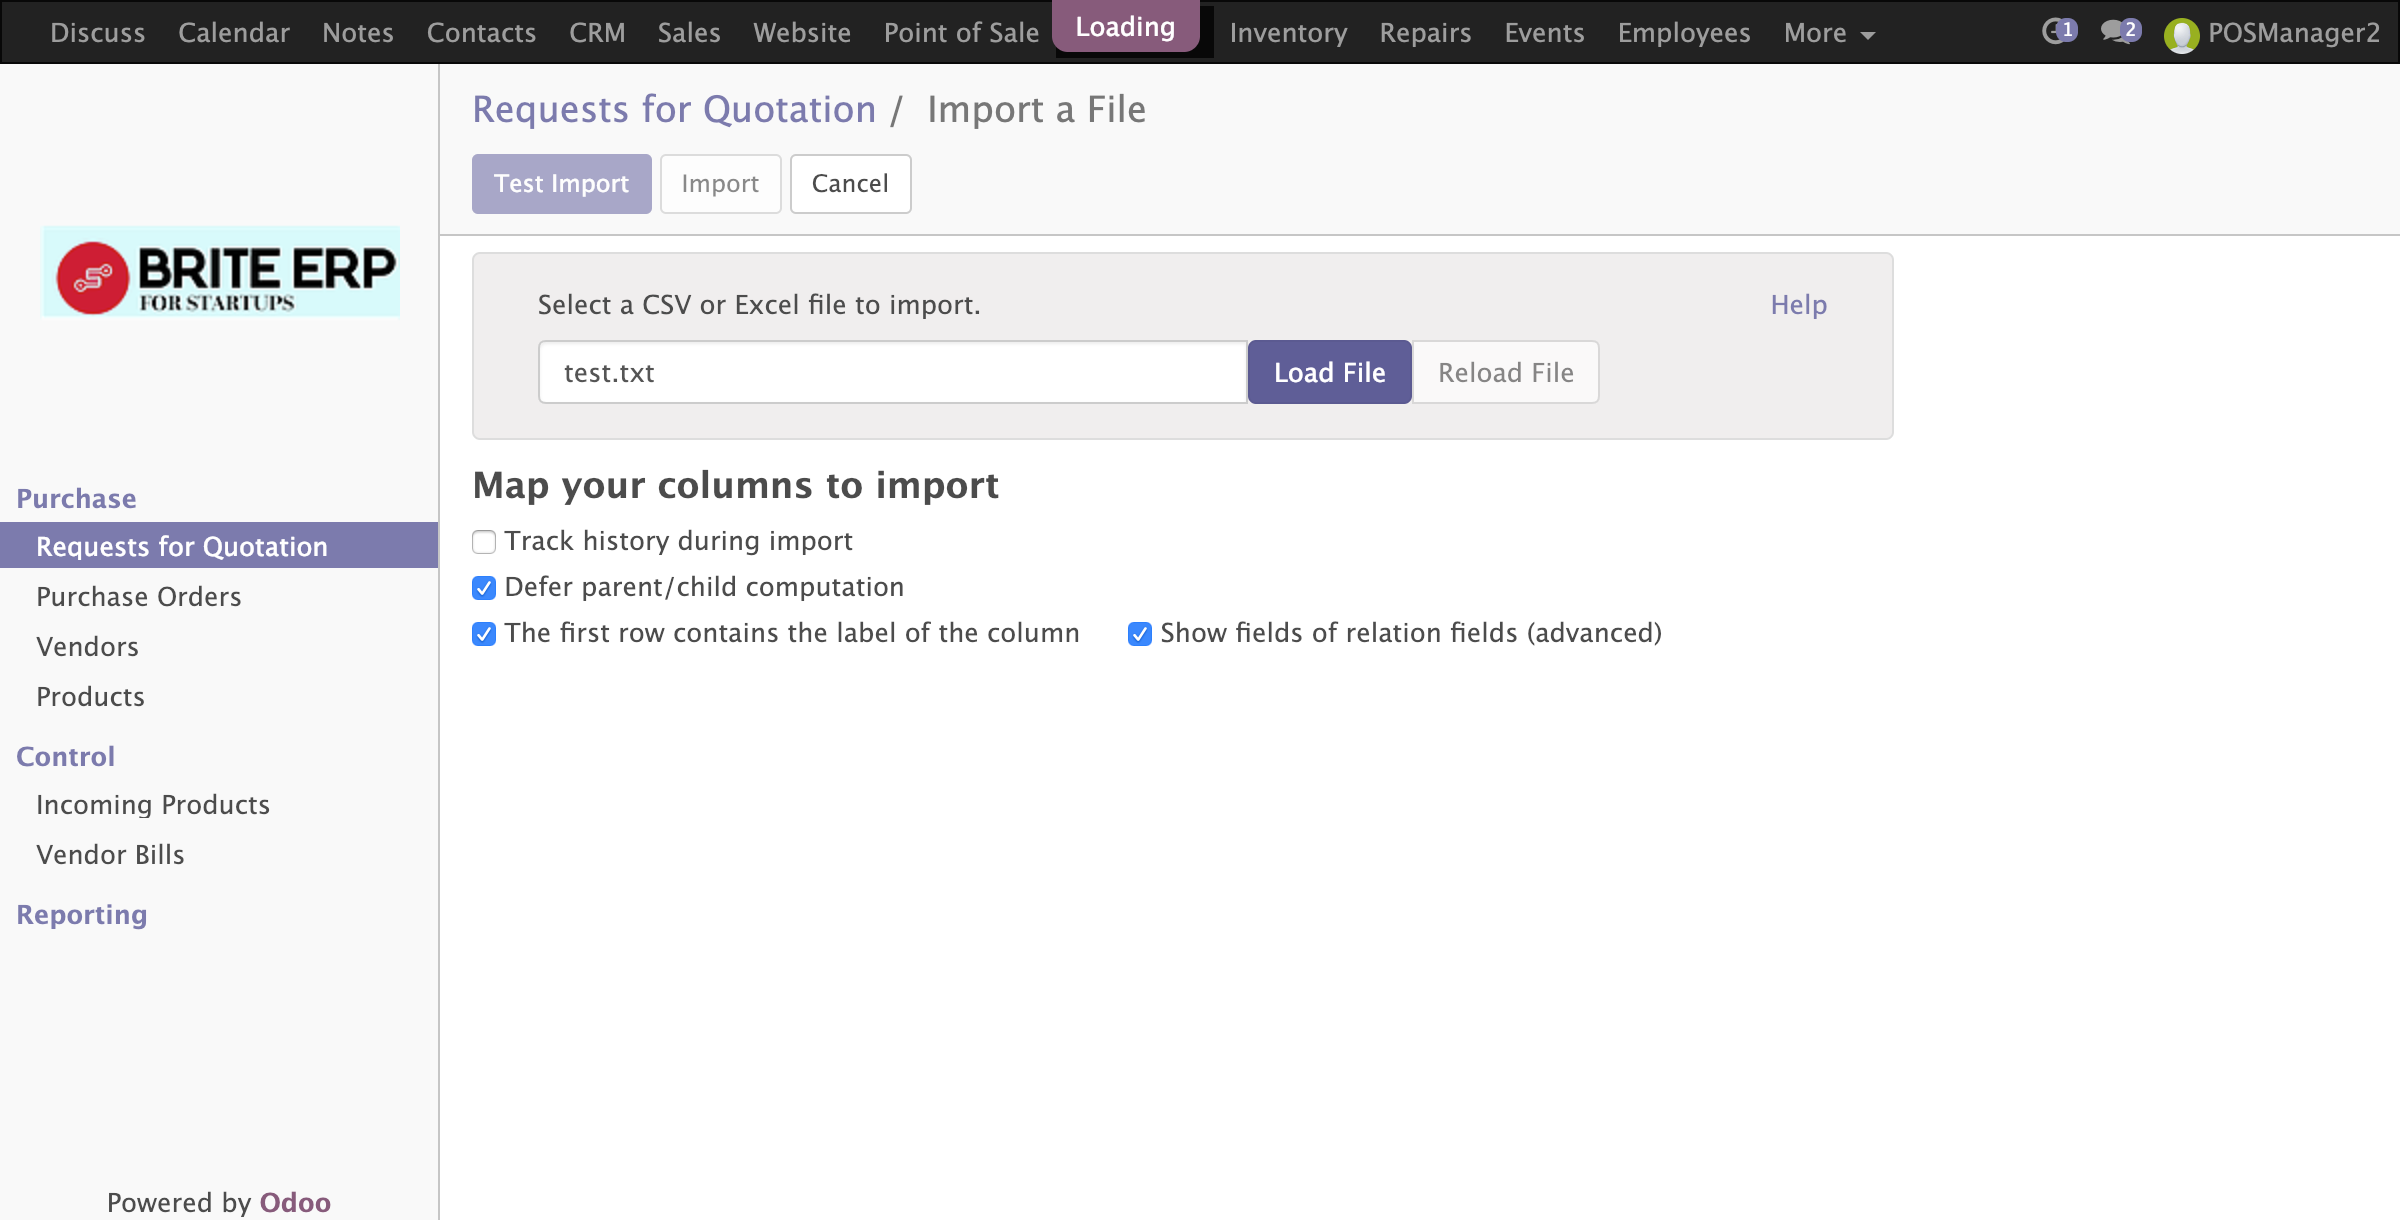 Discuss Calendar Notes Contacts CRM Sales Website Point of Sale Loading Inventory Repairs Events Employees More 1 2 POSManager2
Requests for Quotation / Import a File
Test Import Import Cancel
BRITE ERP
FOR STARTUPS
Select a CSV or Excel file to import. Help
test.txt Load File Reload File
Map your columns to import
Track history during import
Defer parent/child computation
The first row contains the label of the column Show fields of relation fields (advanced)
Purchase
Requests for Quotation
Purchase Orders
Vendors
Products
Control
Incoming Products
Vendor Bills
Reporting
Powered by Odoo